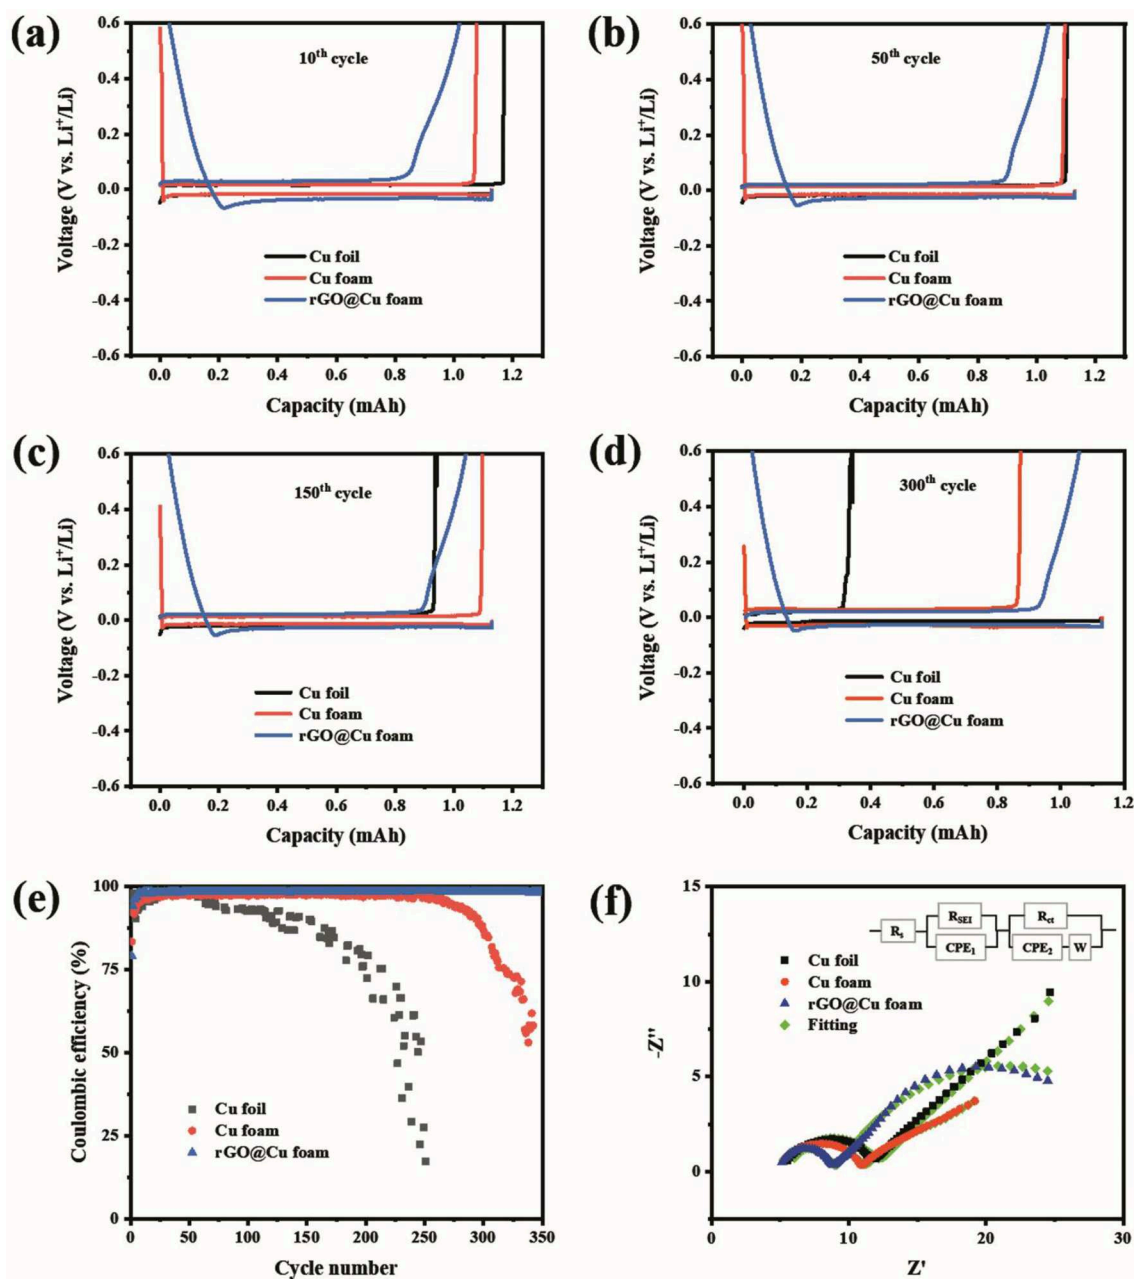 (a)
10th cycle
Cu foil
Cu foam
rGO@Cu foam
Voltage (V vs. Li+/Li)
0.6
0.4
0.2
0.0
-0.2
-0.4
-0.6
0.0 0.2 0.4 0.6 0.8 1.0 1.2
Capacity (mAh)
(b)
50th cycle
Cu foil
Cu foam
rGO@Cu foam
Voltage (V vs. Li+/Li)
0.6
0.4
0.2
0.0
-0.2
-0.4
-0.6
0.0 0.2 0.4 0.6 0.8 1.0 1.2
Capacity (mAh)
(c)
150th cycle
Cu foil
Cu foam
rGO@Cu foam
Voltage (V vs. Li+/Li)
0.6
0.4
0.2
0.0
-0.2
-0.4
-0.6
0.0 0.2 0.4 0.6 0.8 1.0 1.2
Capacity (mAh)
(d)
300th cycle
Cu foil
Cu foam
rGO@Cu foam
Voltage (V vs. Li+/Li)
0.6
0.4
0.2
0.0
-0.2
-0.4
-0.6
0.0 0.2 0.4 0.6 0.8 1.0 1.2
Capacity (mAh)
(e)
Cu foil
Cu foam
rGO@Cu foam
Coulombic efficiency (%)
100
75
50
25
0
0 50 100 150 200 250 300 350
Cycle number
(f)
Rs
RSEI
CPE1
Rct
CPE2 W
Cu foil
Cu foam
rGO@Cu foam
Fitting
-Z''
15
10
5
0
0 10 20 30
Z'